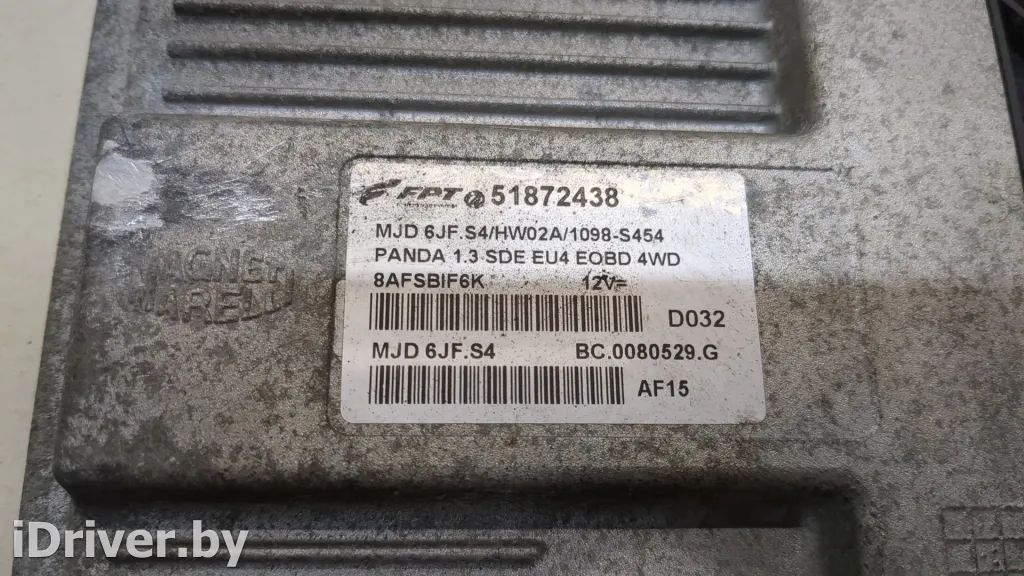 FPT 51872438
MJD 6JF.S4/HW02A/1098-S454
PANDA 1.3 SDE EU4 EOBD 4WD
8AFSBIF6K 12V
D032
MJD 6JF.S4 BC.0080529.G
AF15
MAGNETI
MARELLI
iDriver.by